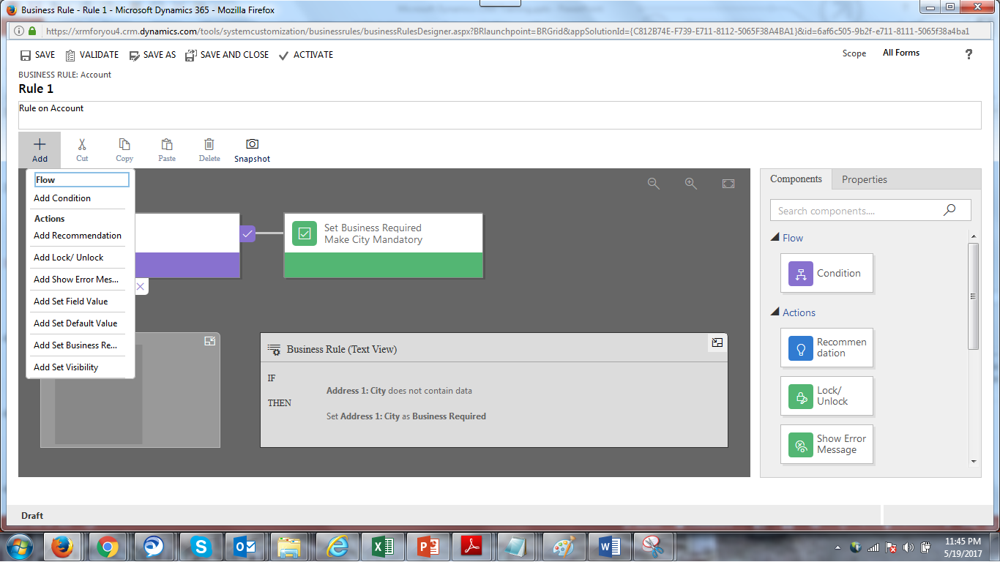 Business Rule - Rule 1 - Microsoft Dynamics 365 - Mozilla Firefox
https://xrmforyou4.crm.dynamics.com/tools/systemcustomization/businessrules/businessRulesDesigner.aspx?BRlaunchpoint=BRGrid&appSolutionId={C812B74E-F739-E711-8112-5065F38A4BA1}&id=6af6c505-9b2f-e711-8111-5065f38a4ba1
SAVE VALIDATE SAVE AS SAVE AND CLOSE ACTIVATE Scope All Forms ?
BUSINESS RULE: Account
Rule 1
Rule on Account
Add Cut Copy Paste Delete Snapshot
Flow
Add Condition
Actions
Add Recommendation
Add Lock/ Unlock
Add Show Error Mes...
Add Set Field Value
Add Set Default Value
Add Set Business Re...
Add Set Visibility
Set Business Required
Make City Mandatory
Business Rule (Text View)
IF
Address 1: City does not contain data
THEN
Set Address 1: City as Business Required
Components Properties
Search components....
Flow
Condition
Actions
Recommen
dation
Lock/
Unlock
Show Error
Message
Draft
11:45 PM
5/19/2017